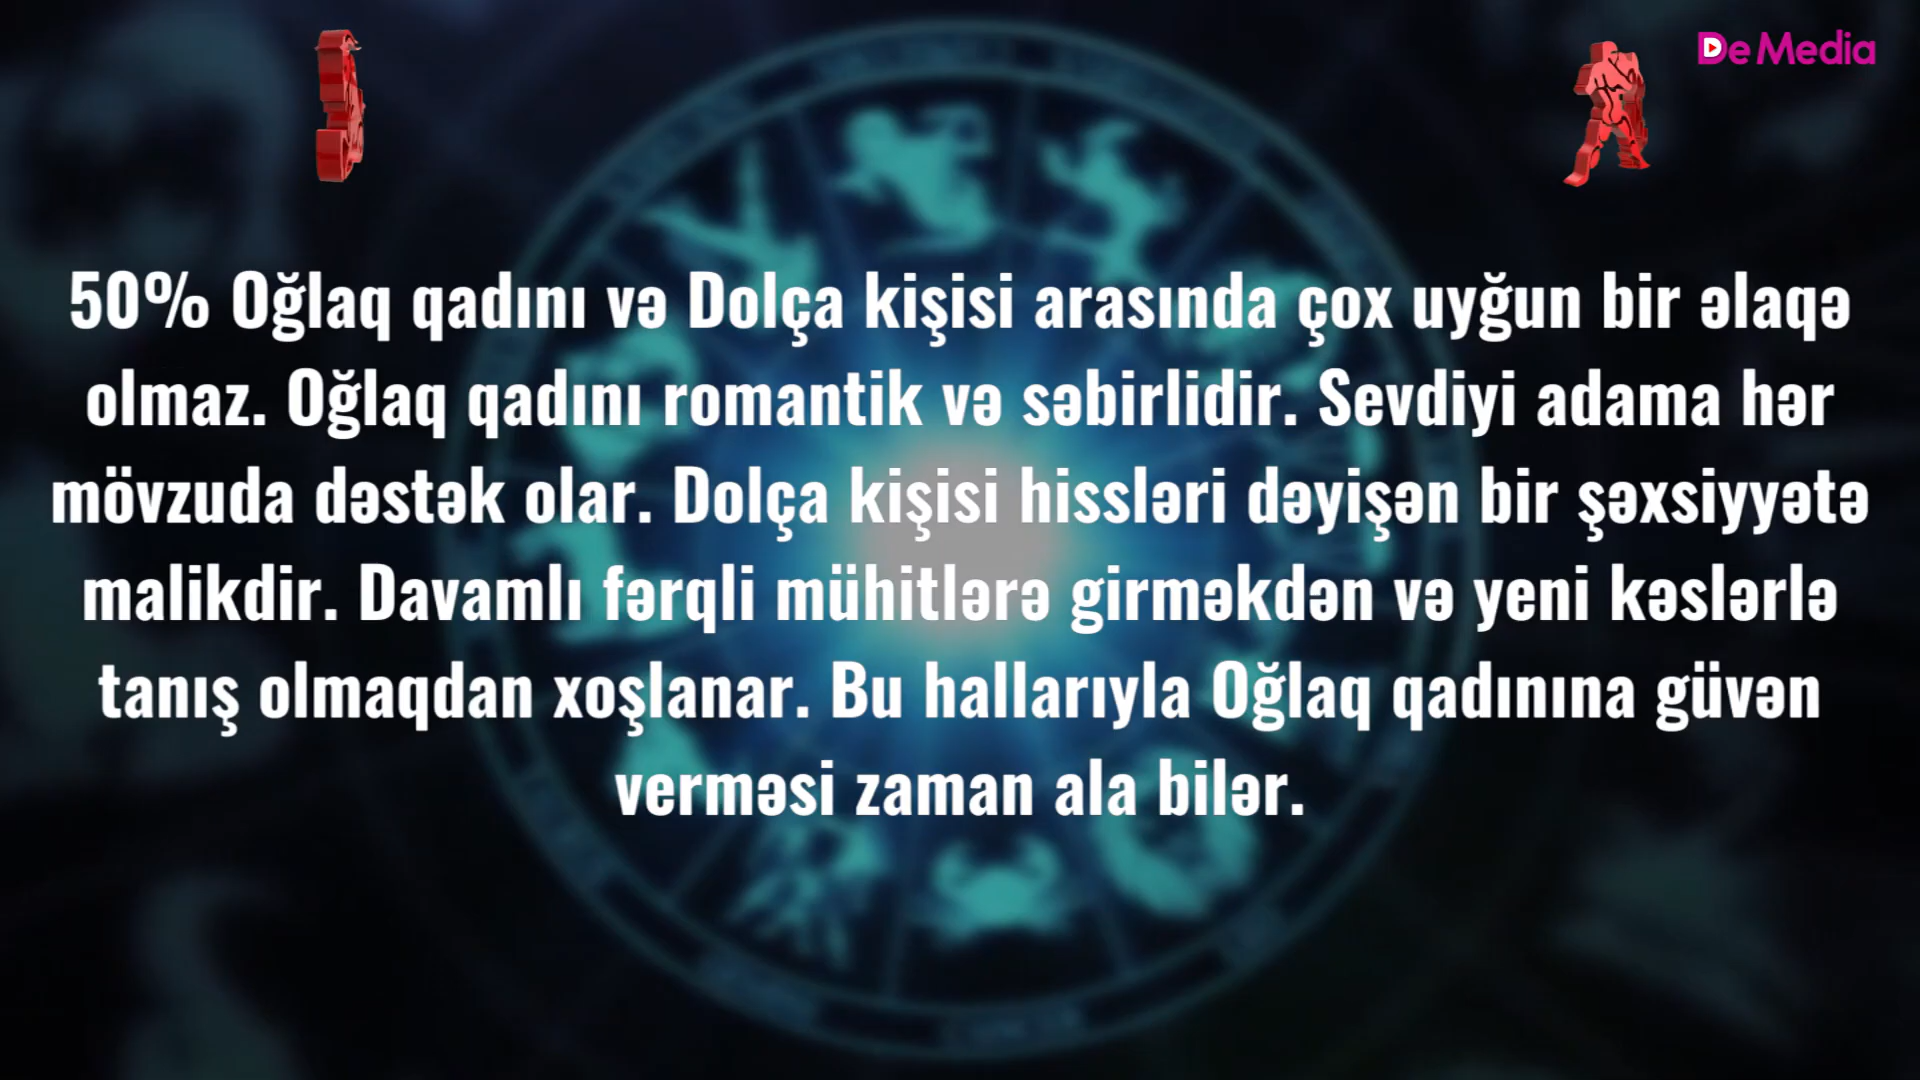 De Media
50% Oğlaq qadını və Dolça kişisi arasında çox uyğun bir əlaqə
olmaz. Oğlaq qadını romantik və səbirlidir. Sevdiyi adama hər
mövzuda dəstək olar. Dolça kişisi hissləri dəyişən bir şəxsiyyətə
malikdir. Davamlı fərqli mühitlərə girməkdən və yeni kəslərlə
tanış olmaqdan xoşlanar. Bu hallarıyla Oğlaq qadınına güvən
verməsi zaman ala bilər.